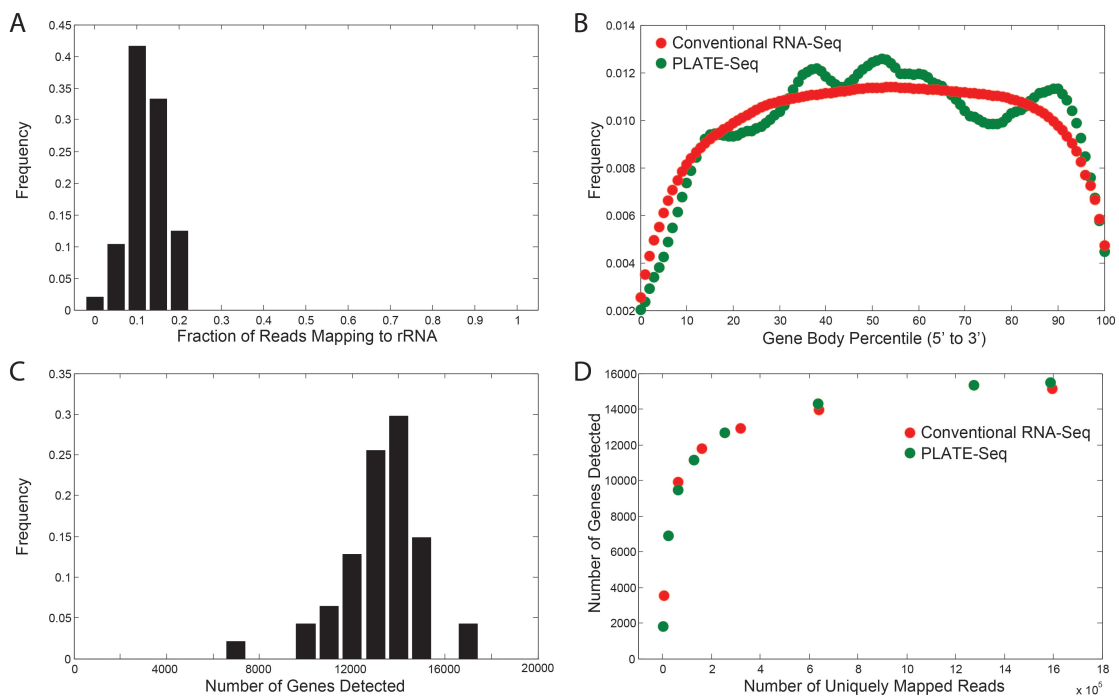 A
0.45
0.4
0.35
0.3
0.25
0.2
0.15
0.1
0.05
0
Frequency
0 0.1 0.2 0.3 0.4 0.5 0.6 0.7 0.8 0.9 1
Fraction of Reads Mapping to rRNA
B
0.014
0.012
0.010
0.008
0.006
0.004
0.002
Frequency
Conventional RNA-Seq
PLATE-Seq
0 10 20 30 40 50 60 70 80 90 100
Gene Body Percentile (5’ to 3’)
C
0.35
0.3
0.25
0.2
0.15
0.1
0.05
0
Frequency
0 4000 8000 12000 16000 20000
Number of Genes Detected
D
16000
14000
12000
10000
8000
6000
4000
2000
0
Number of Genes Detected
Conventional RNA-Seq
PLATE-Seq
0 2 4 6 8 10 12 14 16 18
x 10⁵
Number of Uniquely Mapped Reads